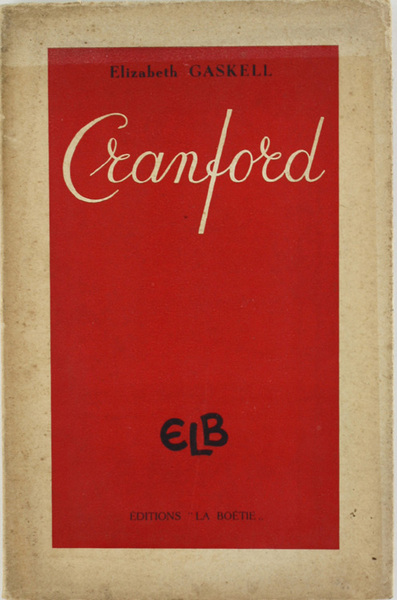 Elizabeth GASKELL
Cranford
ELB
ÉDITIONS "LA BOÉTIE"